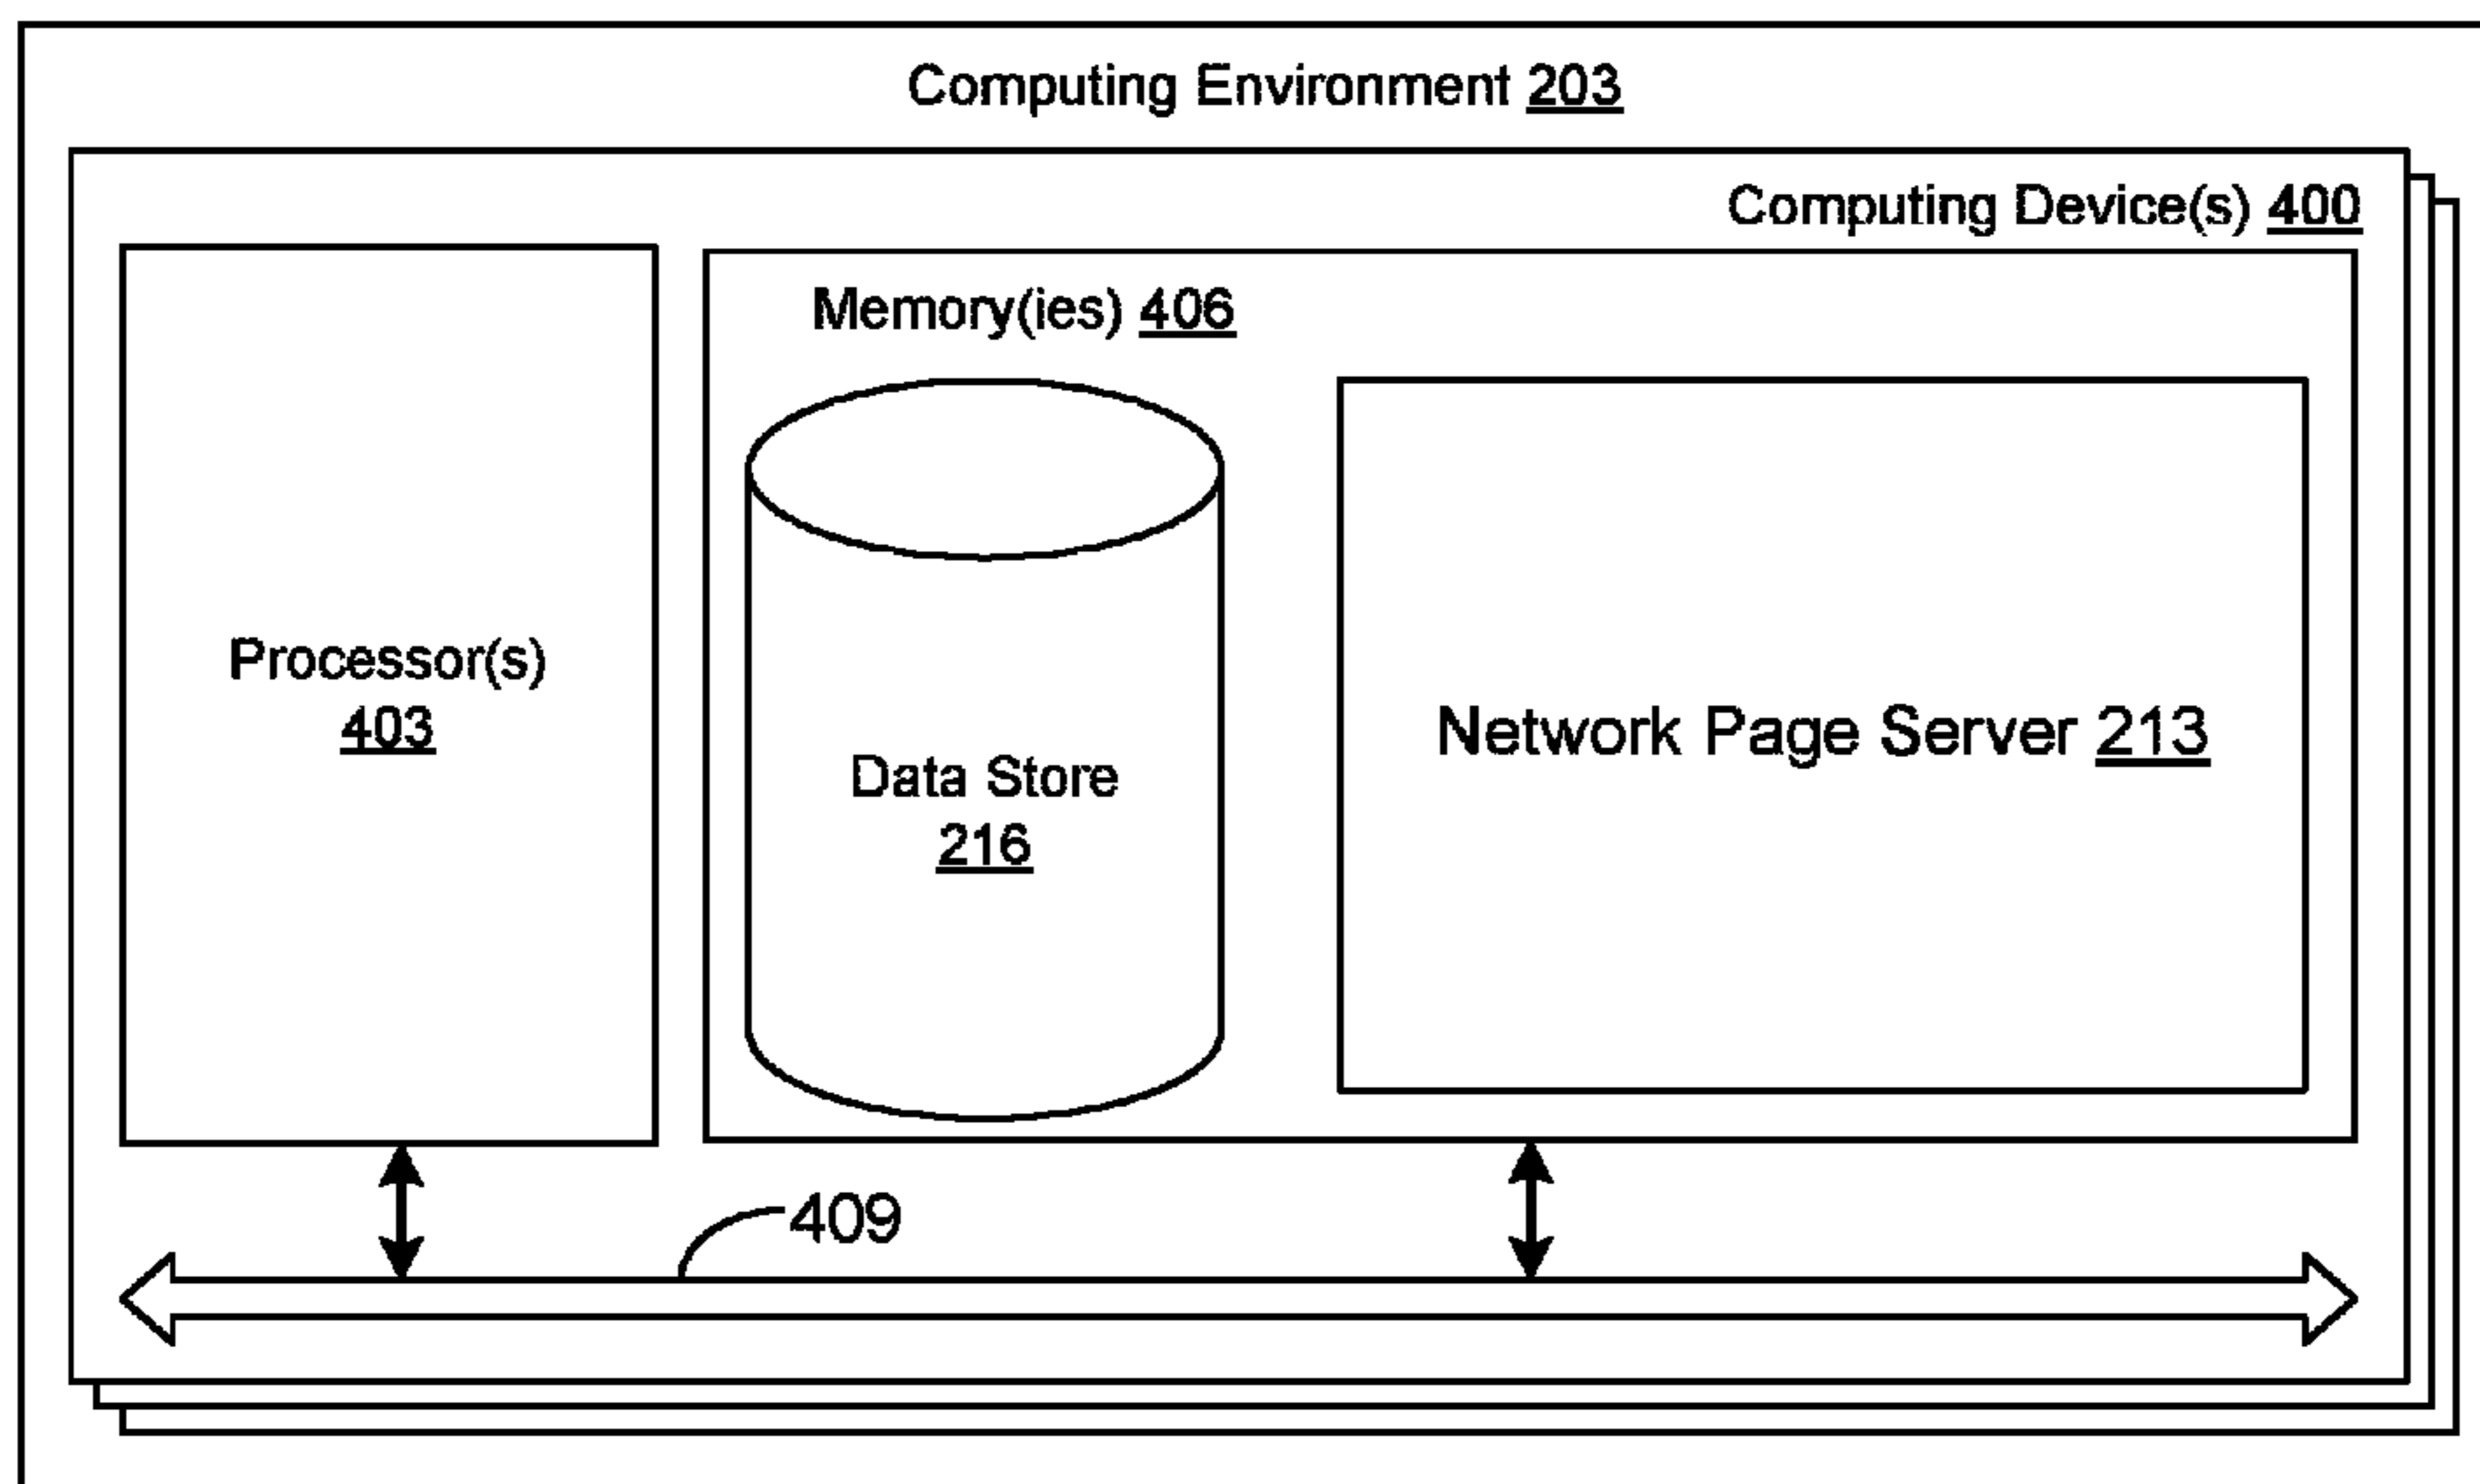 Computing Environment 203
Computing Device(s) 400
Memory(ies) 406
Processor(s)
403
Data Store
216
Network Page Server 213
409